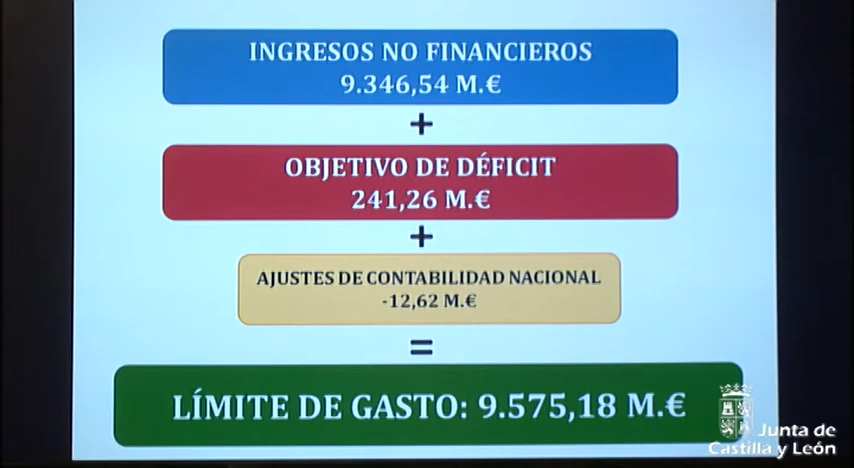 INGRESOS NO FINANCIEROS
9.346,54 M.€
+
OBJETIVO DE DÉFICIT
241,26 M.€
+
AJUSTES DE CONTABILIDAD NACIONAL
-12,62 M.€
=
LÍMITE DE GASTO: 9.575,18 M.€
Junta de
Castilla y León